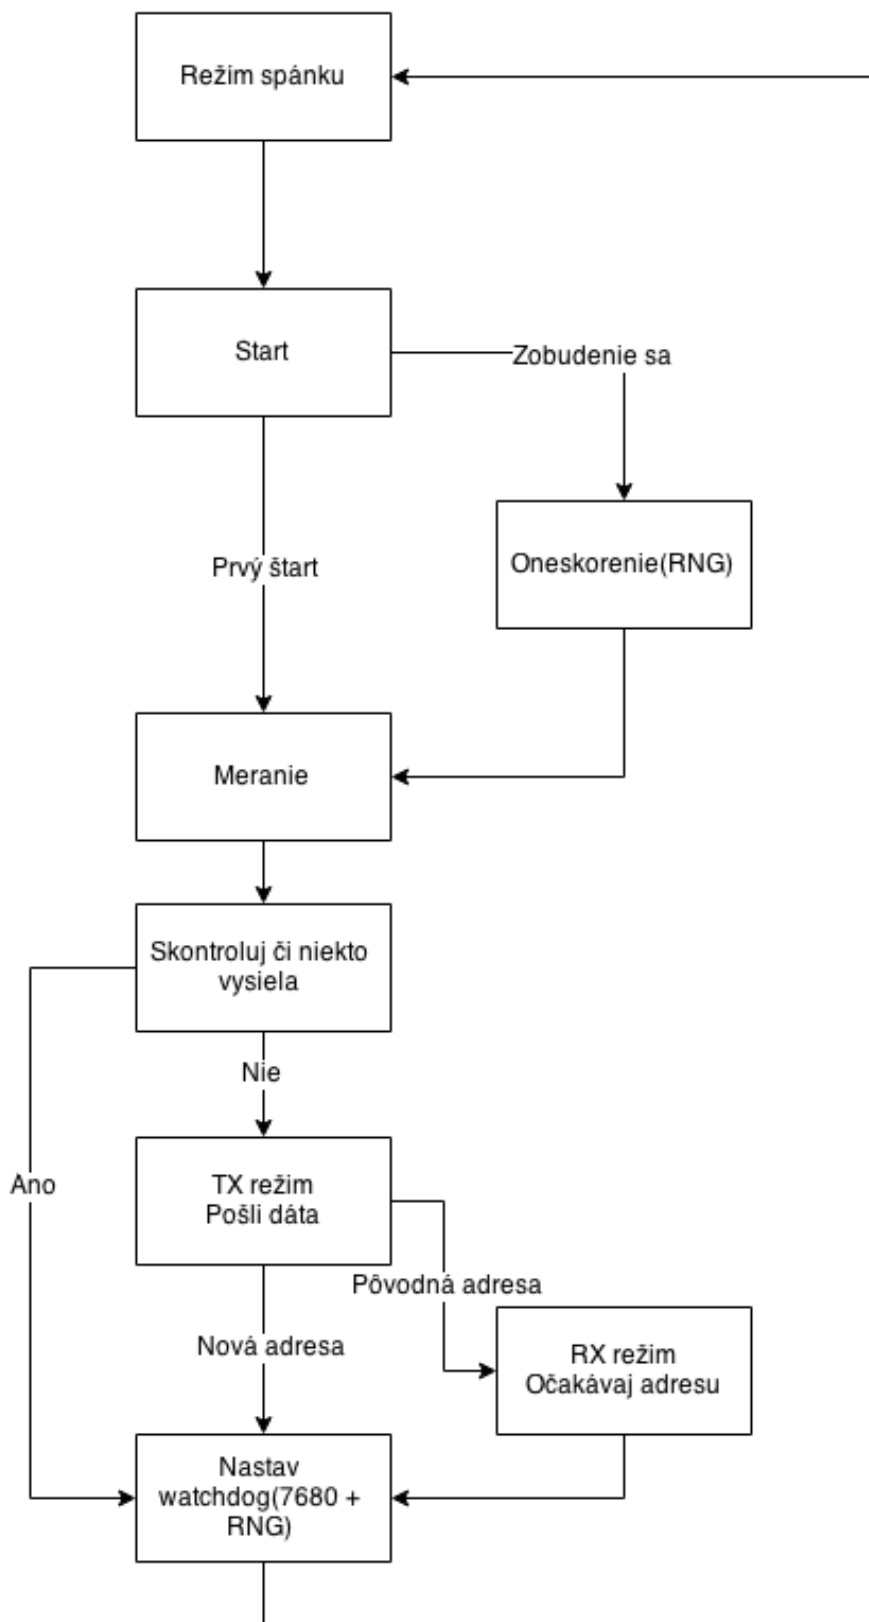 Režim spánku
Start
Zobudenie sa
Oneskorenie(RNG)
Prvý štart
Meranie
Skontroluj či niekto
vysiela
Nie
Ano
TX režim
Pošli dáta
Pôvodná adresa
Nová adresa
RX režim
Očakávaj adresu
Nastav
watchdog(7680 +
RNG)